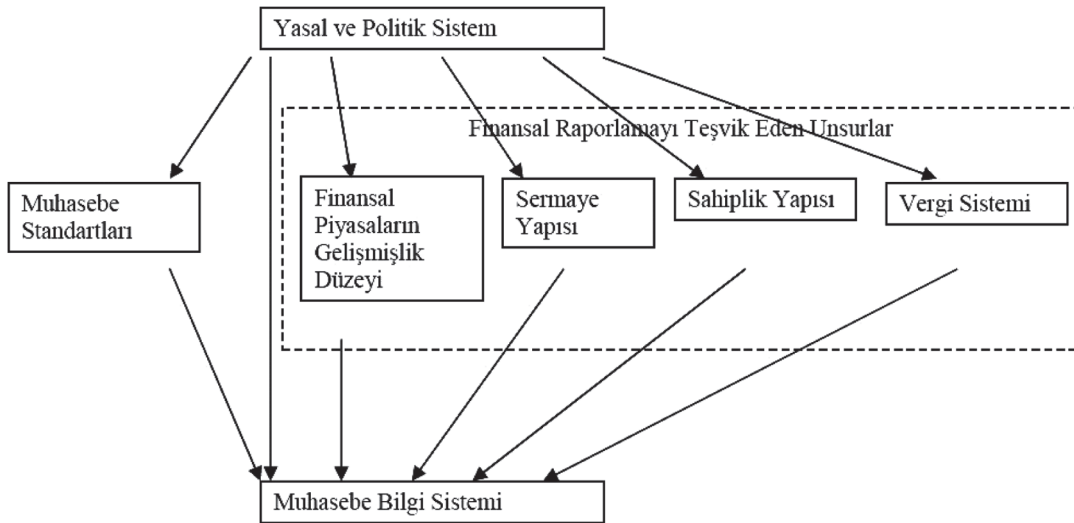 Yasal ve Politik Sistem
Finansal Raporlamayı Teşvik Eden Unsurlar
Muhasebe
Standartları
Finansal
Piyasaların
Gelişmişlik
Düzeyi
Sermaye
Yapısı
Sahiplik Yapısı
Vergi Sistemi
Muhasebe Bilgi Sistemi